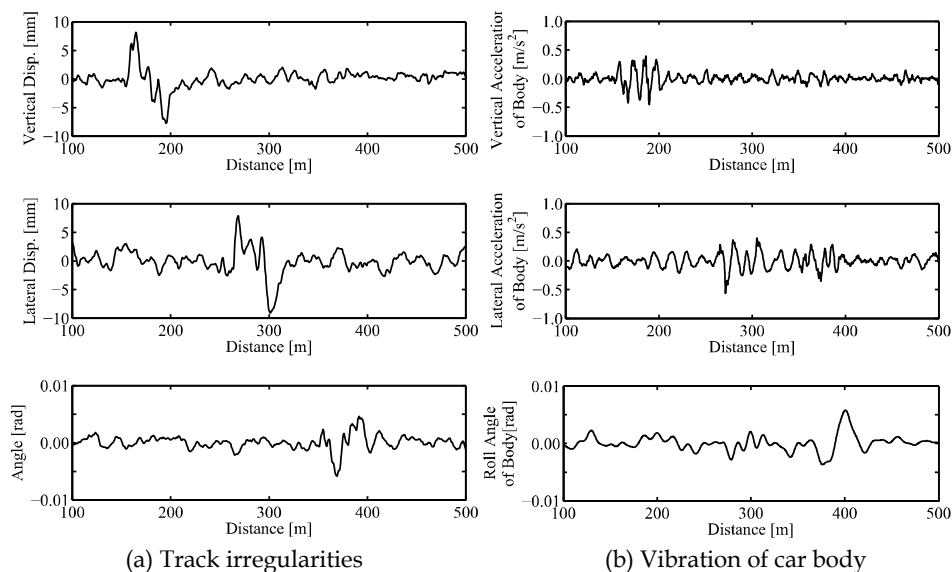 Vertical Disp. [mm]
10
5
0
−5
−10
100 200 300 400 500
Distance [m]
Vertical Acceleration
of Body [m/s²]
1.0
0.5
0.0
−0.5
−1.0
100 200 300 400 500
Distance [m]
Lateral Disp. [mm]
10
5
0
−5
−10
100 200 300 400 500
Distance [m]
Lateral Acceleration
of Body [m/s²]
1.0
0.5
0.0
−0.5
−1.0
100 200 300 400 500
Distance [m]
Angle [rad]
0.01
0.00
−0.01
100 200 300 400 500
Distance [m]
Roll Angle
of Body[rad]
0.01
0.00
−0.01
100 200 300 400 500
Distance [m]
(a) Track irregularities
(b) Vibration of car body